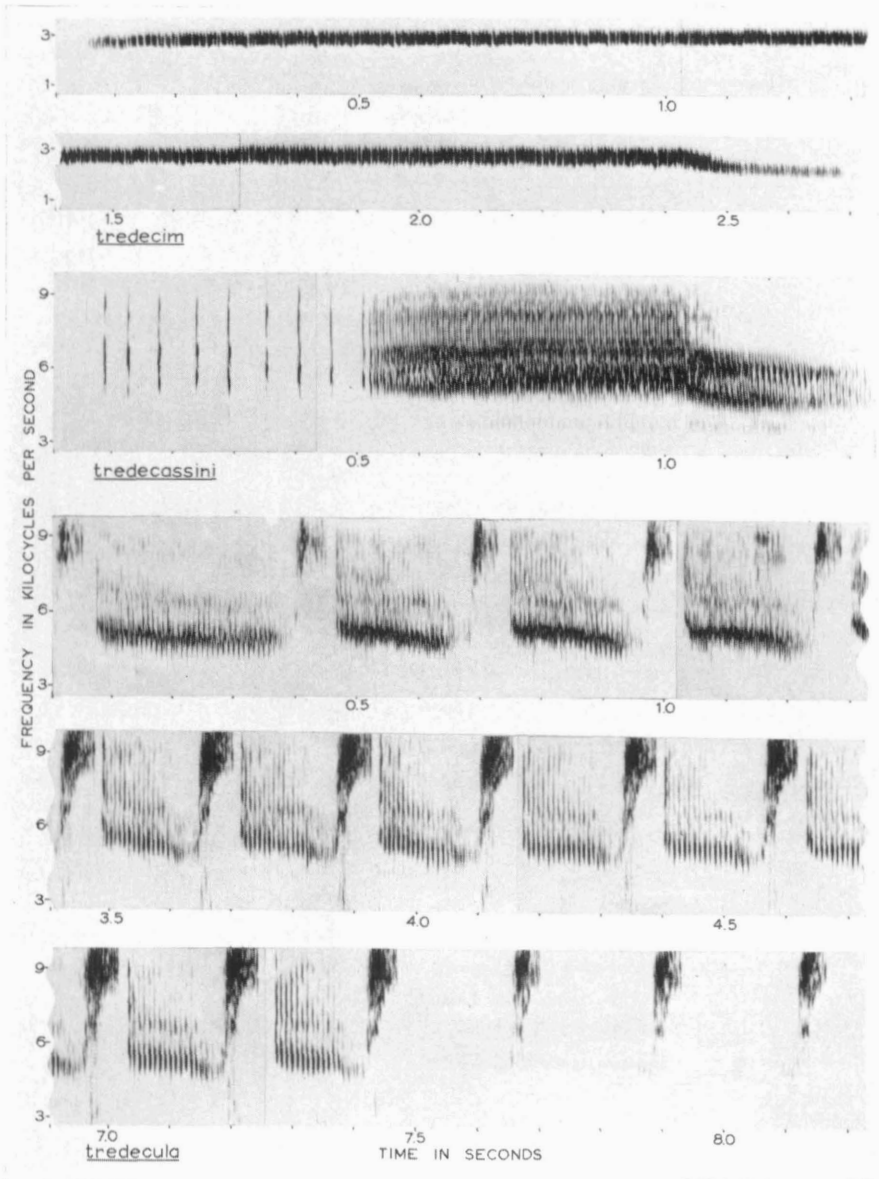 3-
1-
0.5 1.0
3-
1-
1.5 2.0 2.5
tredecim
9-
6-
3-
0.5 1.0
tredecassini
FREQUENCY IN KILOCYCLES PER SECOND
9-
6-
3-
0.5 1.0
9-
6-
3-
3.5 4.0 4.5
9-
6-
3-
7.0 7.5 8.0
tredecula
TIME IN SECONDS